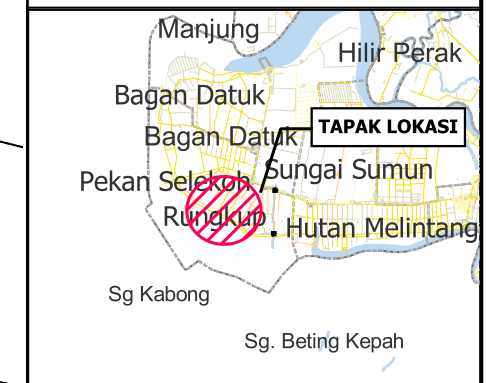 Manjung
Hilir Perak
Bagan Datuk
TAPAK LOKASI
Bagan Datuk
Sungai Sumun
Pekan Selekoh
Rungkup
Hutan Melintang
Sg Kabong
Sg. Beting Kepah